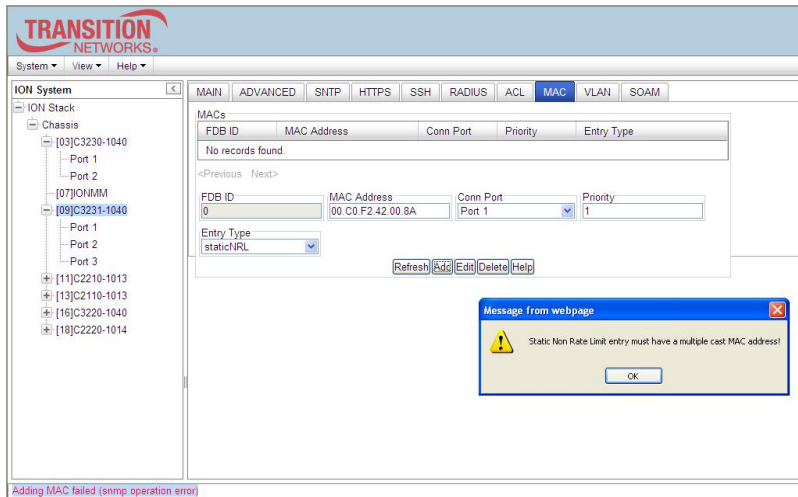 TRANSITION
NETWORKS®
System View Help
ION System <
MAIN ADVANCED SNTP HTTPS SSH RADIUS ACL MAC VLAN SOAM
ION Stack
Chassis
[03]C3230-1040
Port 1
Port 2
[07]IONMM
[09]C3231-1040
Port 1
Port 2
Port 3
[11]C2210-1013
[13]C2110-1013
[16]C3220-1040
[18]C2220-1014
MACs
FDB ID MAC Address Conn Port Priority Entry Type
No records found.
<Previous Next>
FDB ID MAC Address Conn Port Priority
0 00.C0.F2.42.00.8A Port 1 1
Entry Type
staticNRL
Refresh Add Edit Delete Help
Message from webpage
Static Non Rate Limit entry must have a multiple cast MAC address!
OK
Adding MAC failed (snmp operation error)